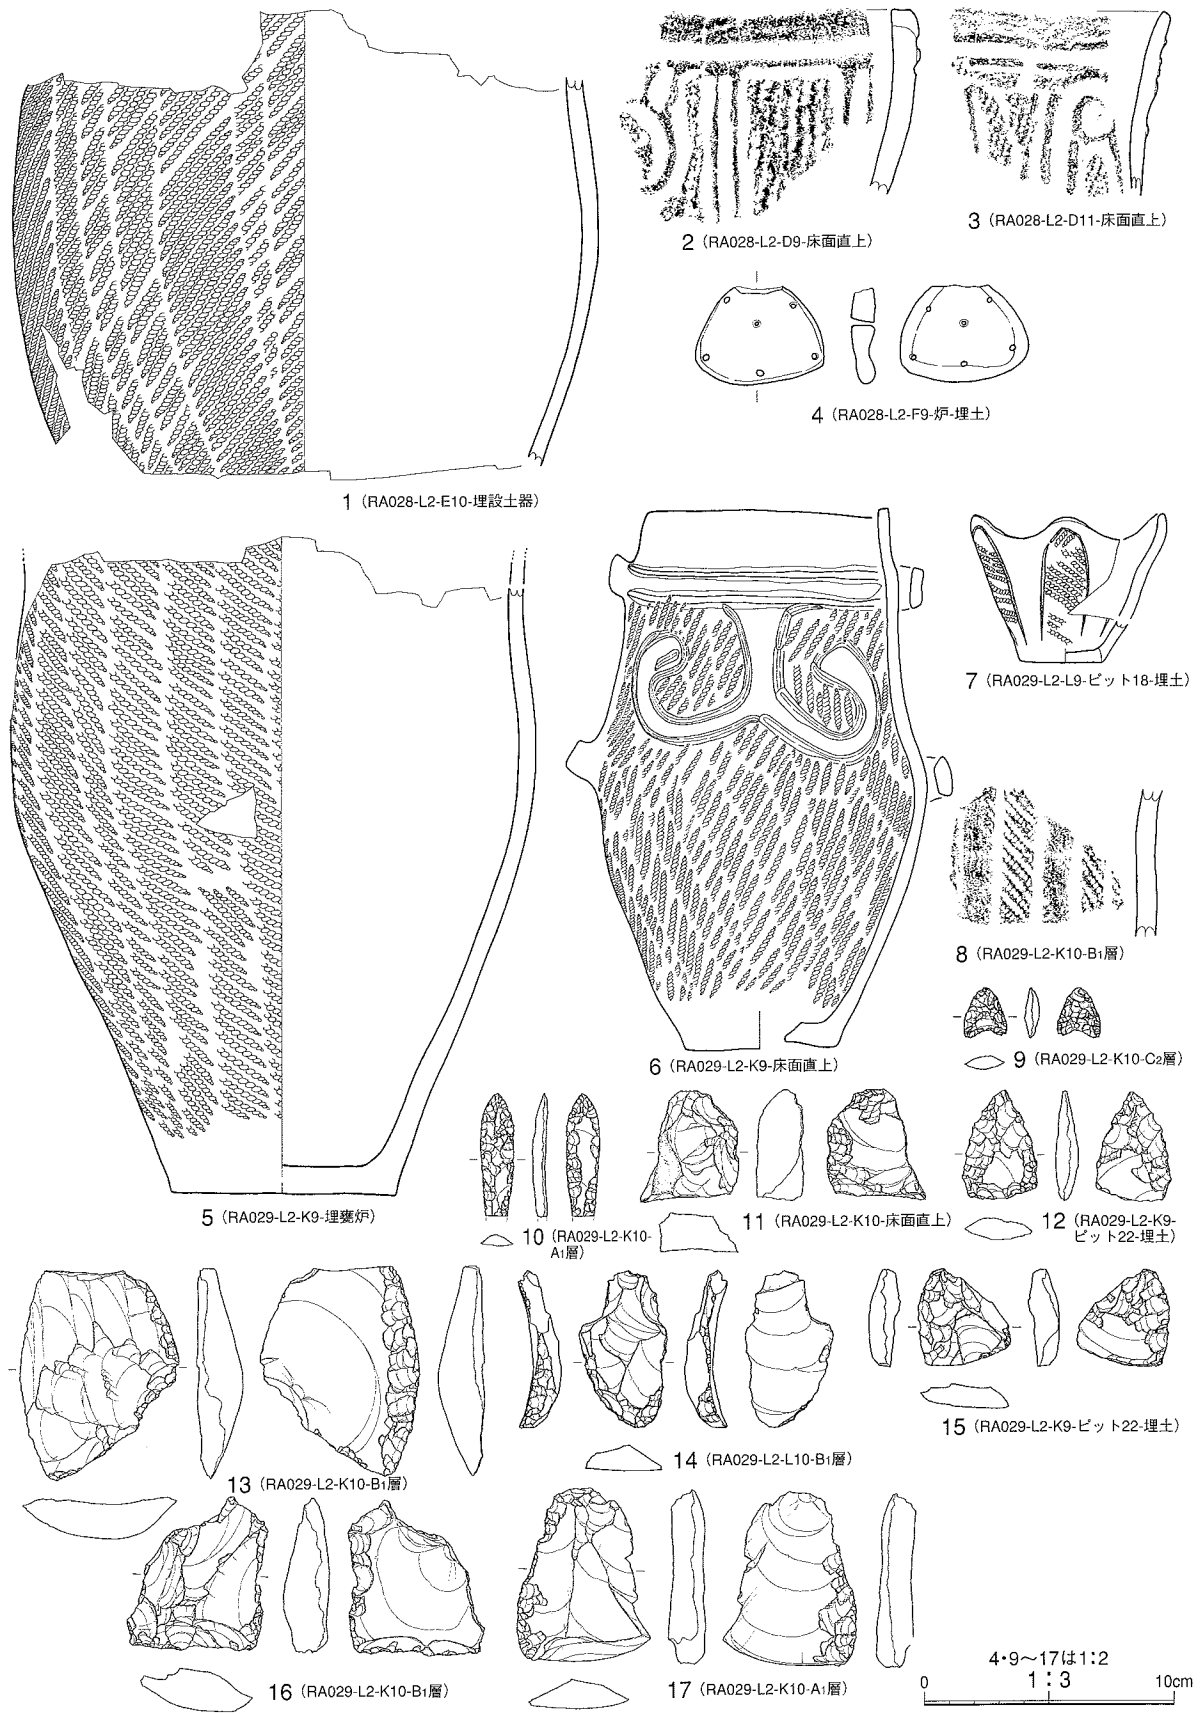 2（RA028-L2-D9-床面直上）
3（RA028-L2-D11-床面直上）
4（RA028-L2-F9-炉-埋土）
1（RA028-L2-E10-埋設土器）
7（RA029-L2-L9-ピット18-埋土）
8（RA029-L2-K10-B1層）
9（RA029-L2-K10-C2層）
6（RA029-L2-K9-床面直上）
5（RA029-L2-K9-埋甕炉）
10（RA029-L2-K10-
A1層）
11（RA029-L2-K10-床面直上）
12（RA029-L2-K9-
ピット22-埋土）
13（RA029-L2-K10-B1層）
14（RA029-L2-L10-B1層）
15（RA029-L2-K9-ピット22-埋土）
16（RA029-L2-K10-B1層）
17（RA029-L2-K10-A1層）
4・9〜17は1：2
0 1：3 10cm